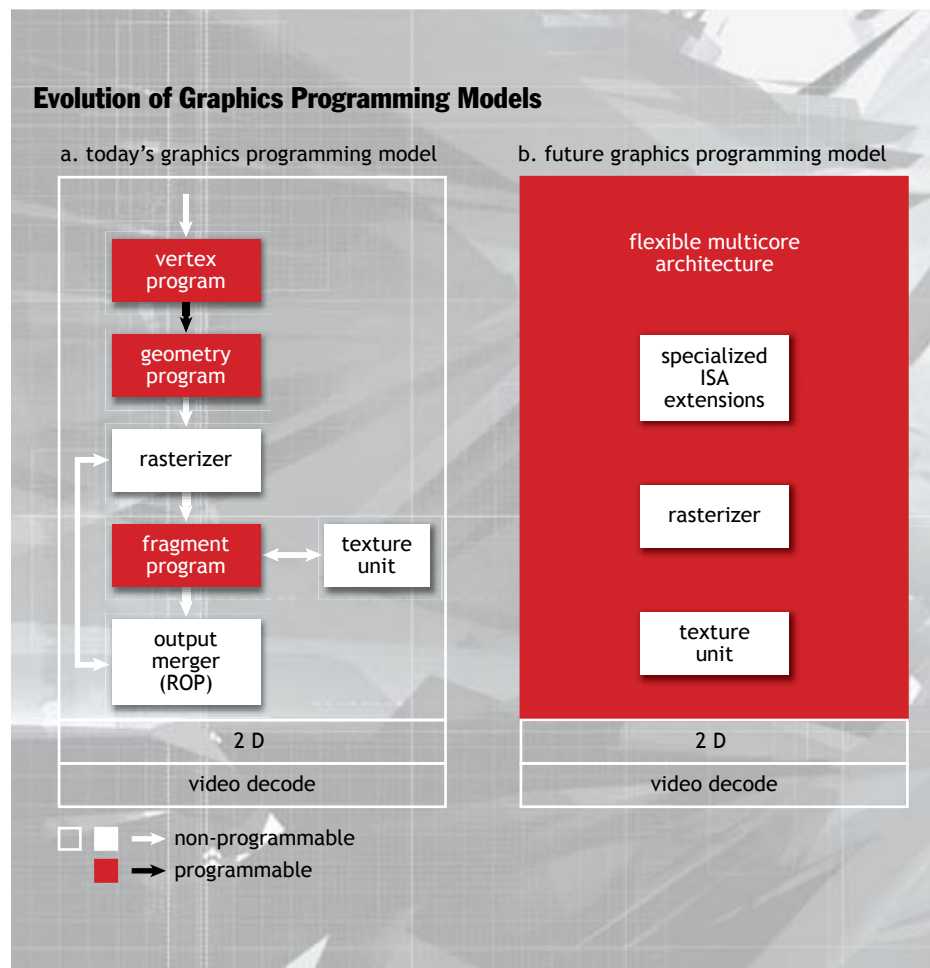 Evolution of Graphics Programming Models
a. today's graphics programming model
vertex
program
geometry
program
rasterizer
fragment
program
texture
unit
output
merger
(ROP)
2 D
video decode
b. future graphics programming model
flexible multicore
architecture
specialized
ISA
extensions
rasterizer
texture
unit
2 D
video decode
non-programmable
programmable